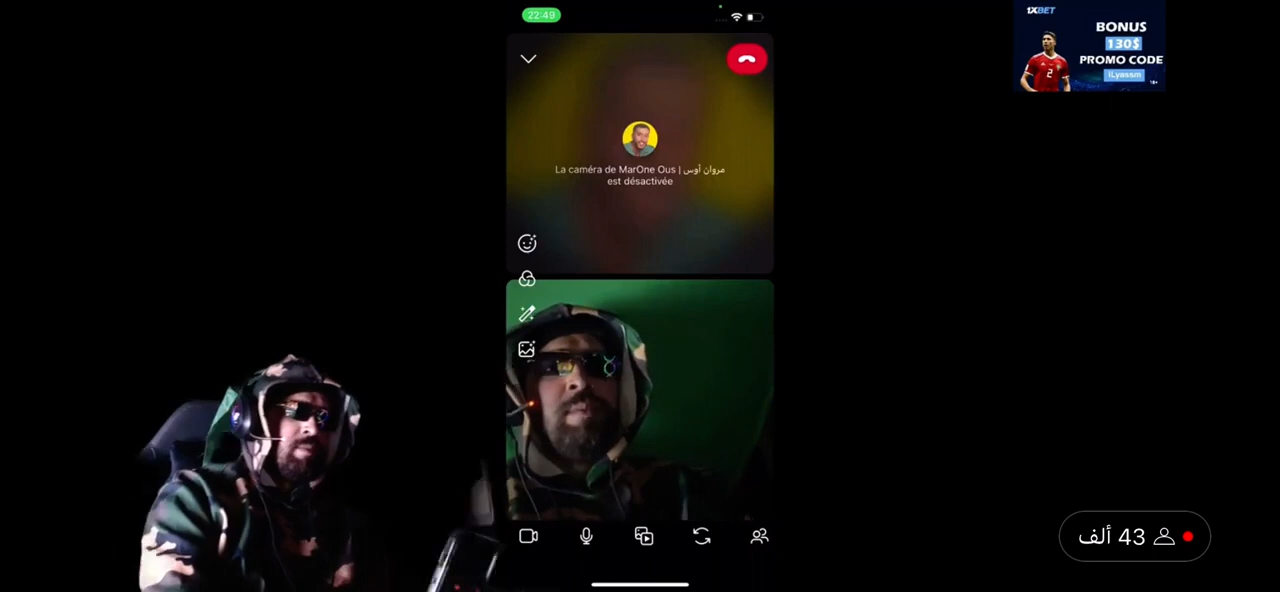 22:49
La caméra de MarOne Ous | مروان أوس
est désactivée
1XBET
BONUS
130$
PROMO CODE
iLyassm
18+
2
43 ألف